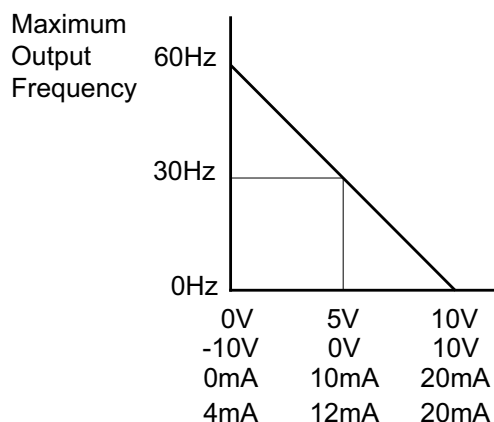 Maximum
Output
Frequency
60Hz
30Hz
0Hz
0V 5V 10V
-10V 0V 10V
0mA 10mA 20mA
4mA 12mA 20mA